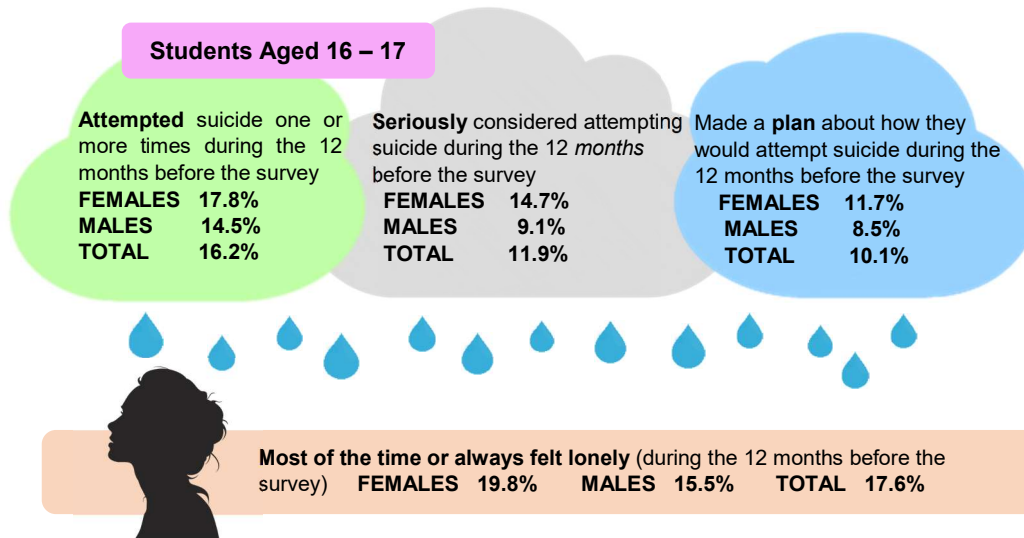 Students Aged 16 – 17
Attempted suicide one or
more times during the 12
months before the survey
FEMALES 17.8%
MALES 14.5%
TOTAL 16.2%
Seriously considered attempting
suicide during the 12 months
before the survey
FEMALES 14.7%
MALES 9.1%
TOTAL 11.9%
Made a plan about how they
would attempt suicide during the
12 months before the survey
FEMALES 11.7%
MALES 8.5%
TOTAL 10.1%
Most of the time or always felt lonely (during the 12 months before the
survey) FEMALES 19.8% MALES 15.5% TOTAL 17.6%